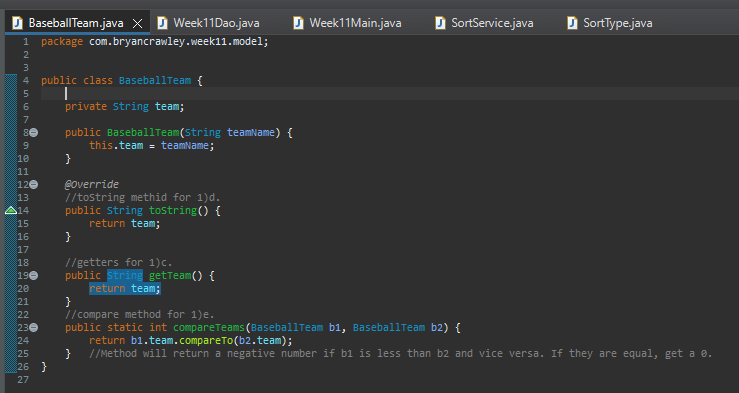 BaseballTeam.java Week11Dao.java Week11Main.java SortService.java SortType.java
1 package com.bryancrawley.week11.model;
2
3
4 public class BaseballTeam {
5
6 private String team;
7
8 public BaseballTeam(String teamName) {
9 this.team = teamName;
10 }
11
12 @Override
13 //toString methid for 1)d.
14 public String toString() {
15 return team;
16 }
17
18 //getters for 1)c.
19 public String getTeam() {
20 return team;
21 }
22 //compare method for 1)e.
23 public static int compareTeams(BaseballTeam b1, BaseballTeam b2) {
24 return b1.team.compareTo(b2.team);
25 } //Method will return a negative number if b1 is less than b2 and vice versa. If they are equal, get a 0.
26 }
27